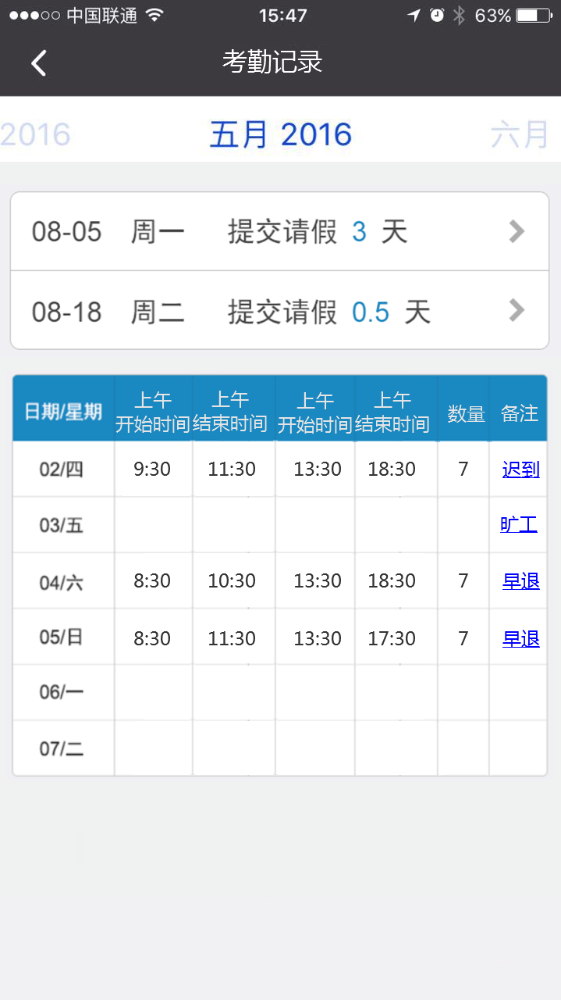 中国联通 15:47 63%
考勤记录
2016 五月 2016 六月
08-05 周一 提交请假 3 天
08-18 周二 提交请假 0.5 天
日期/星期 上午 开始时间 上午 结束时间 上午 开始时间 上午 结束时间 数量 备注
02/四 9:30 11:30 13:30 18:30 7 迟到
03/五 旷工
04/六 8:30 10:30 13:30 18:30 7 早退
05/日 8:30 11:30 13:30 17:30 7 早退
06/一
07/二